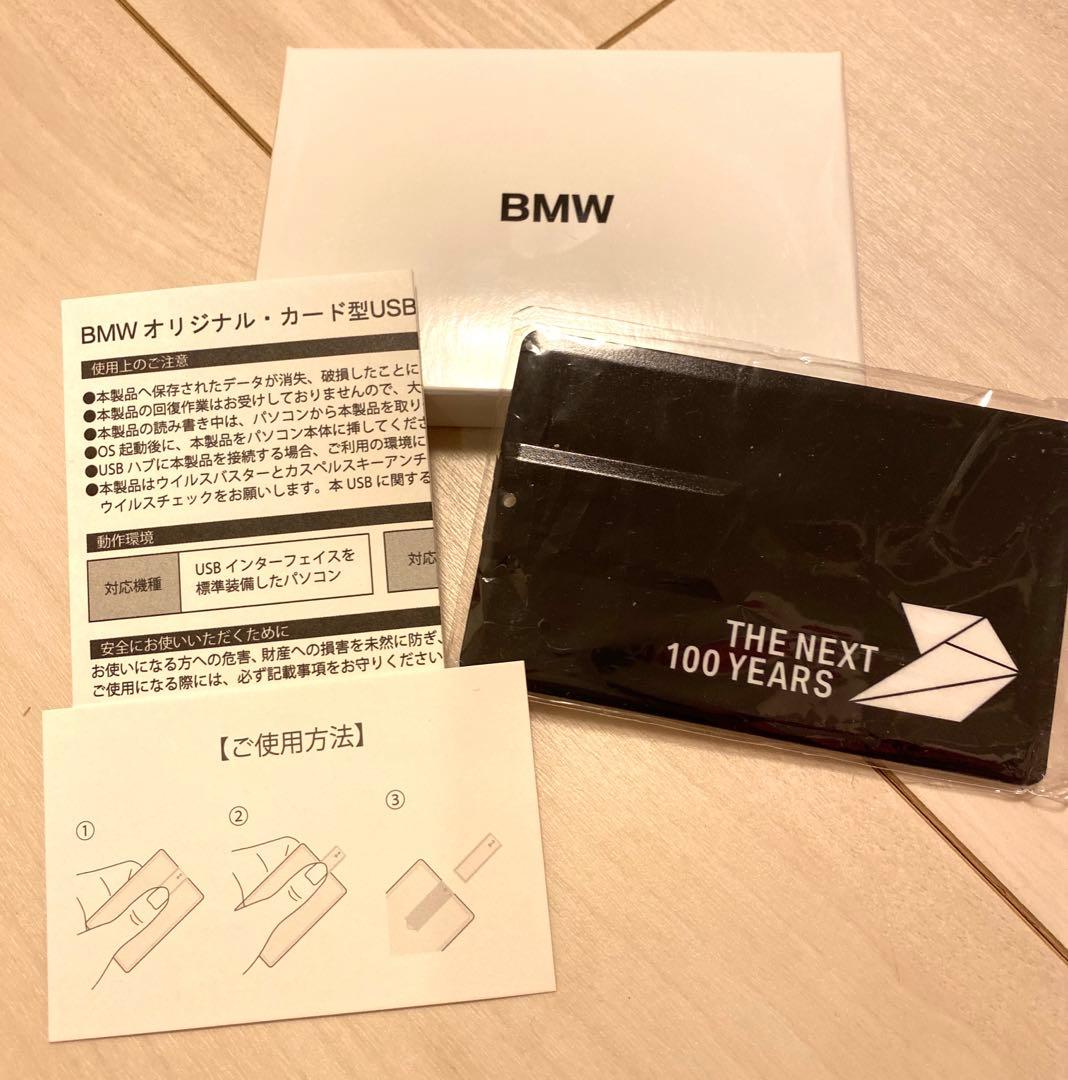 BMW
BMW オリジナル・カード型USB
使用上のご注意
●本製品へ保存されたデータが消失、破損したことに
●本製品の回復作業はお受けしておりませんので、大
●本製品の読み書き中は、パソコンから本製品を取り
●OS 起動後に、本製品をパソコン本体に挿してくださ
●USB ハブに本製品を接続する場合、ご利用の環境に
●本製品はウイルスバスターとカスペルスキーアンチ
ウイルスチェックをお願いします。本 USB に関する
動作環境
対応機種
USB インターフェイスを
標準装備したパソコン
対応
安全にお使いいただくために
お使いになる方への危害、財産への損害を未然に防ぎ、
ご使用になる際には、必ず記載事項をお守りください
THE NEXT
100 YEARS
【ご使用方法】
①
②
③